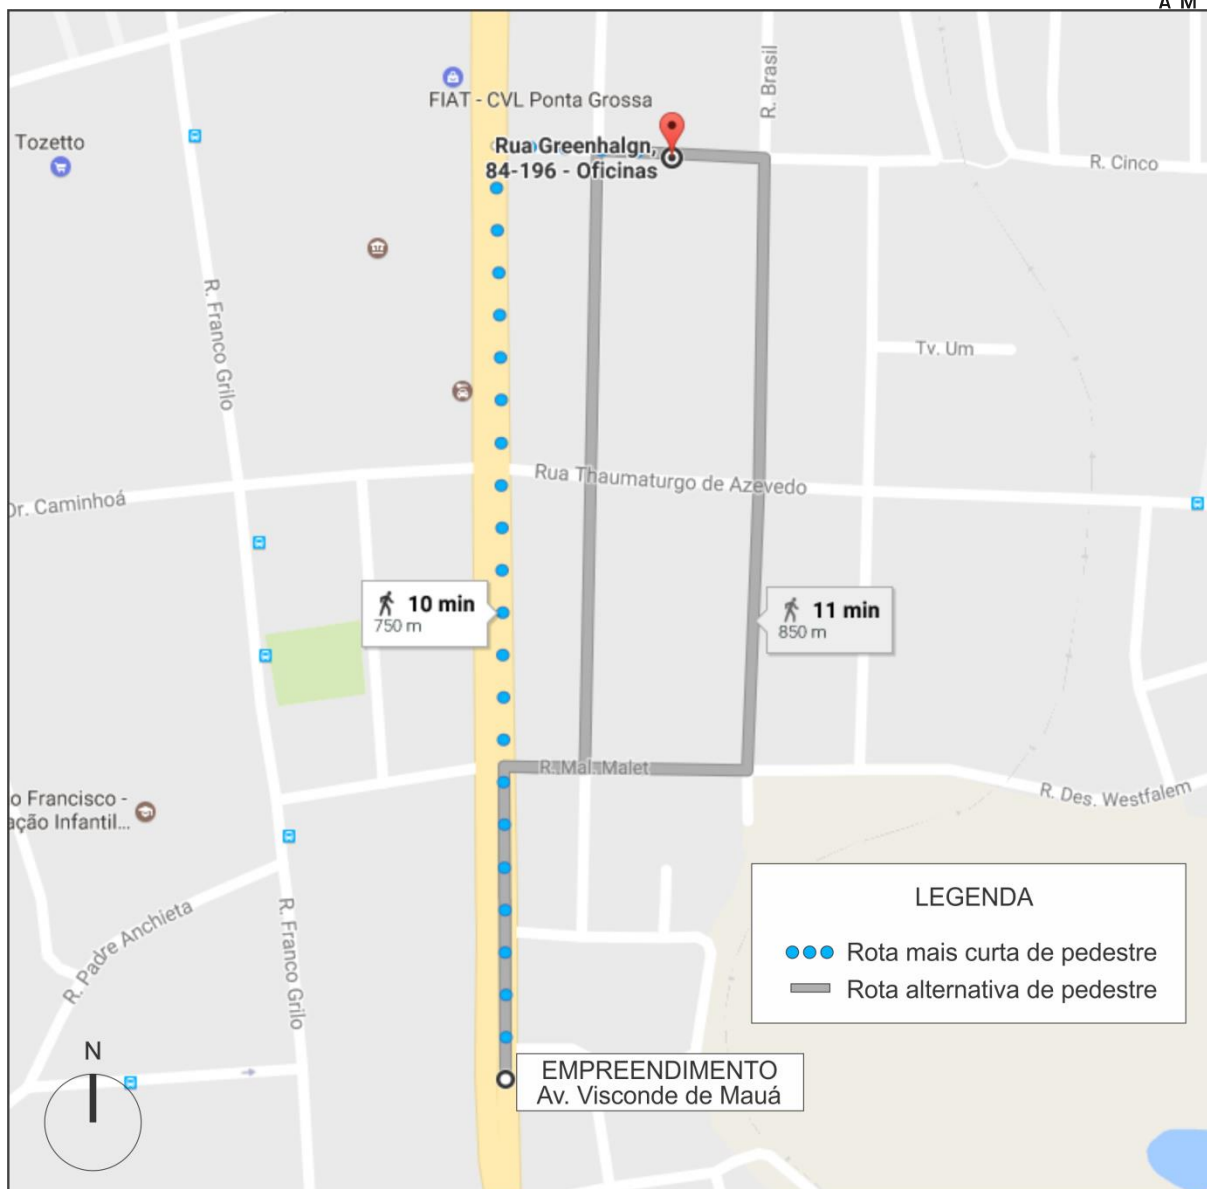 A M
FIAT - CVL Ponta Grossa
R. Brasil
Tozetto
Rua Greenhalgn,
84-196 - Oficinas
R. Cinco
R. Franco Grilo
Tv. Um
Rua Thaumaturgo de Azevedo
Dr. Caminhoá
10 min
750 m
11 min
850 m
R. Mal. Malet
R. Des. Westfalem
o Francisco -
ação Infantil...
R. Padre Anchieta
R. Franco Grilo
LEGENDA
Rota mais curta de pedestre
Rota alternativa de pedestre
N
EMPREENDIMENTO
Av. Visconde de Mauá